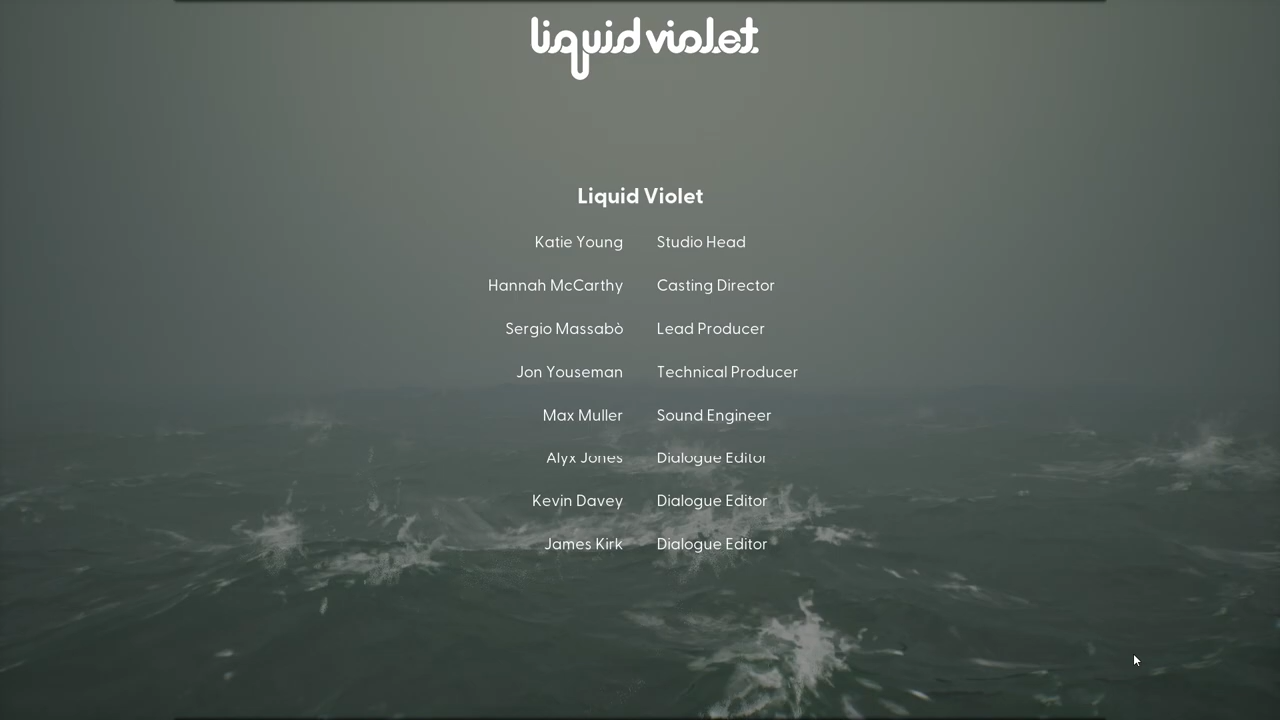 liquid violet
Liquid Violet
Katie Young Studio Head
Hannah McCarthy Casting Director
Sergio Massabò Lead Producer
Jon Youseman Technical Producer
Max Muller Sound Engineer
Alyx Jones Dialogue Editor
Kevin Davey Dialogue Editor
James Kirk Dialogue Editor